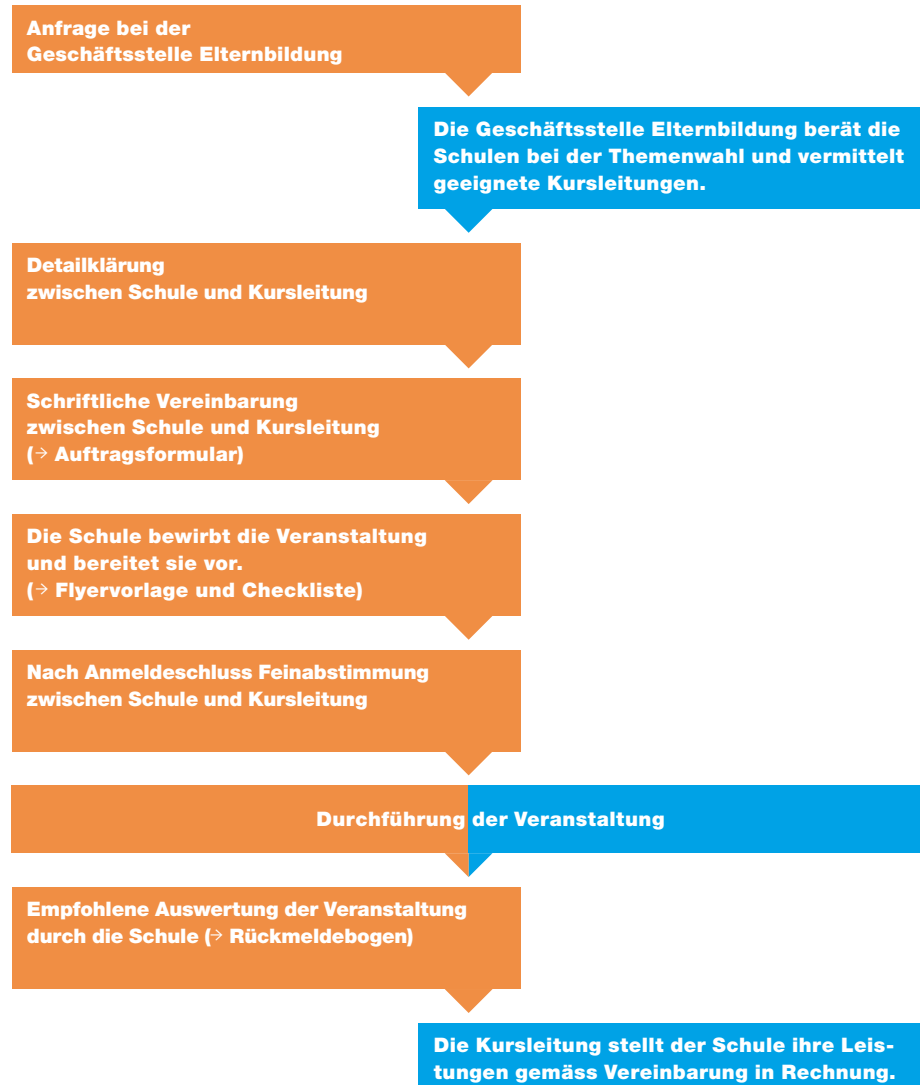 Anfrage bei der
Geschäftsstelle Elternbildung
Die Geschäftsstelle Elternbildung berät die
Schulen bei der Themenwahl und vermittelt
geeignete Kursleitungen.
Detailklärung
zwischen Schule und Kursleitung
Schriftliche Vereinbarung
zwischen Schule und Kursleitung
(→ Auftragsformular)
Die Schule bewirbt die Veranstaltung
und bereitet sie vor.
(→ Flyervorlage und Checkliste)
Nach Anmeldeschluss Feinabstimmung
zwischen Schule und Kursleitung
Durchführung der Veranstaltung
Empfohlene Auswertung der Veranstaltung
durch die Schule (→ Rückmeldebogen)
Die Kursleitung stellt der Schule ihre Leis-
tungen gemäss Vereinbarung in Rechnung.